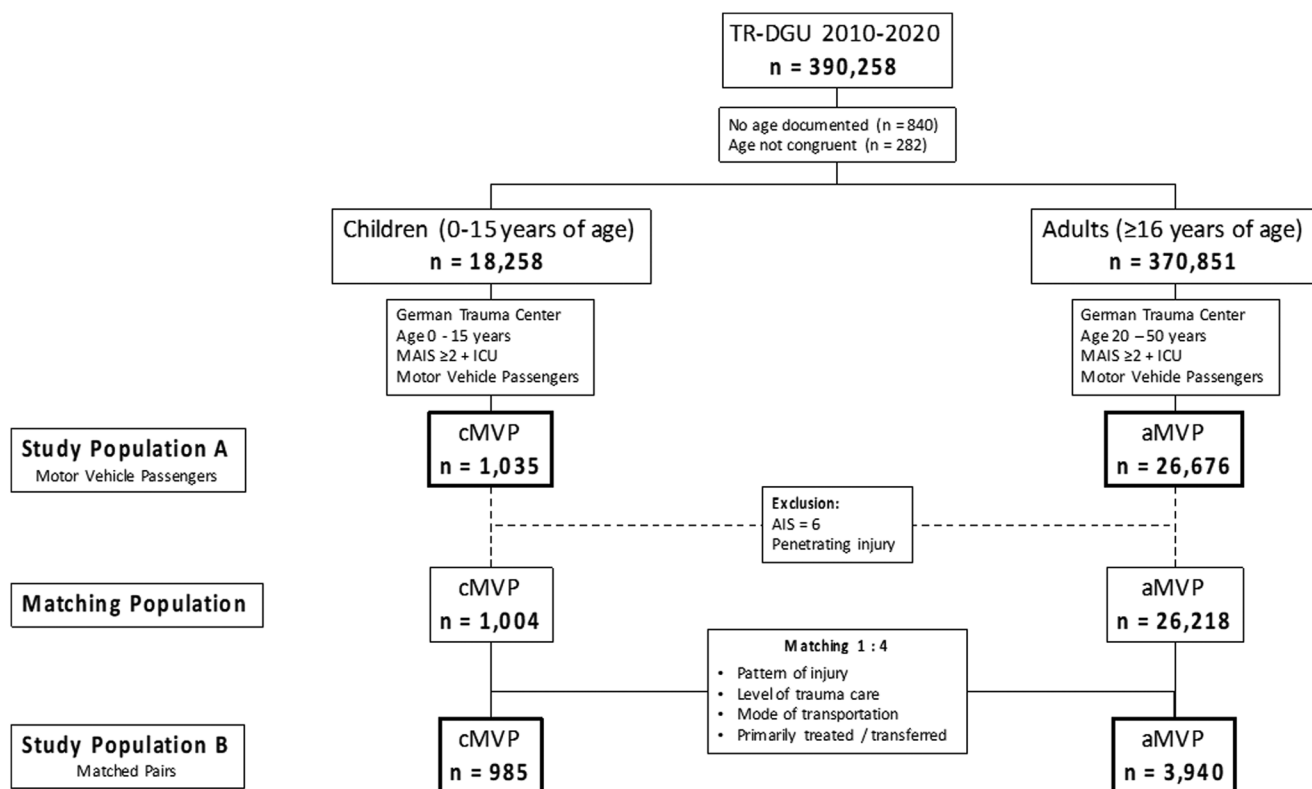 TR-DGU 2010-2020
n = 390,258
No age documented (n = 840)
Age not congruent (n = 282)
Children (0-15 years of age)
n = 18,258
Adults (≥16 years of age)
n = 370,851
German Trauma Center
Age 0 - 15 years
MAIS ≥2 + ICU
Motor Vehicle Passengers
German Trauma Center
Age 20 – 50 years
MAIS ≥2 + ICU
Motor Vehicle Passengers
Study Population A
Motor Vehicle Passengers
cMVP
n = 1,035
aMVP
n = 26,676
Exclusion:
AIS = 6
Penetrating injury
Matching Population
cMVP
n = 1,004
aMVP
n = 26,218
Matching 1 : 4
• Pattern of injury
• Level of trauma care
• Mode of transportation
• Primarily treated / transferred
Study Population B
Matched Pairs
cMVP
n = 985
aMVP
n = 3,940